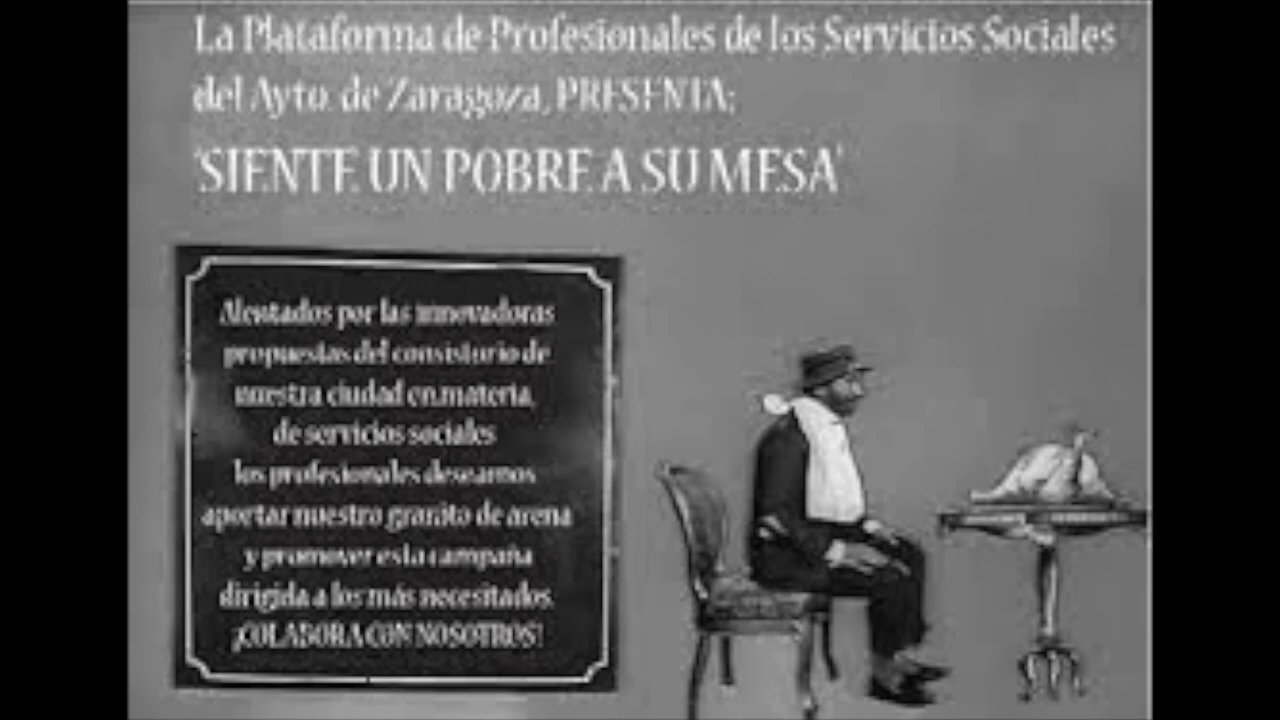 La Plataforma de Profesionales de los Servicios Sociales
del Ayto. de Zaragoza, PRESENTA:
'SIENTE UN POBRE A SU MESA'
Alentados por las innovadoras
propuestas del consistorio de
nuestra ciudad en materia,
de servicios sociales
los profesionales deseamos
aportar nuestro granito de arena
y promover esta campaña
dirigida a los más necesitados.
¡COLABORA CON NOSOTROS!